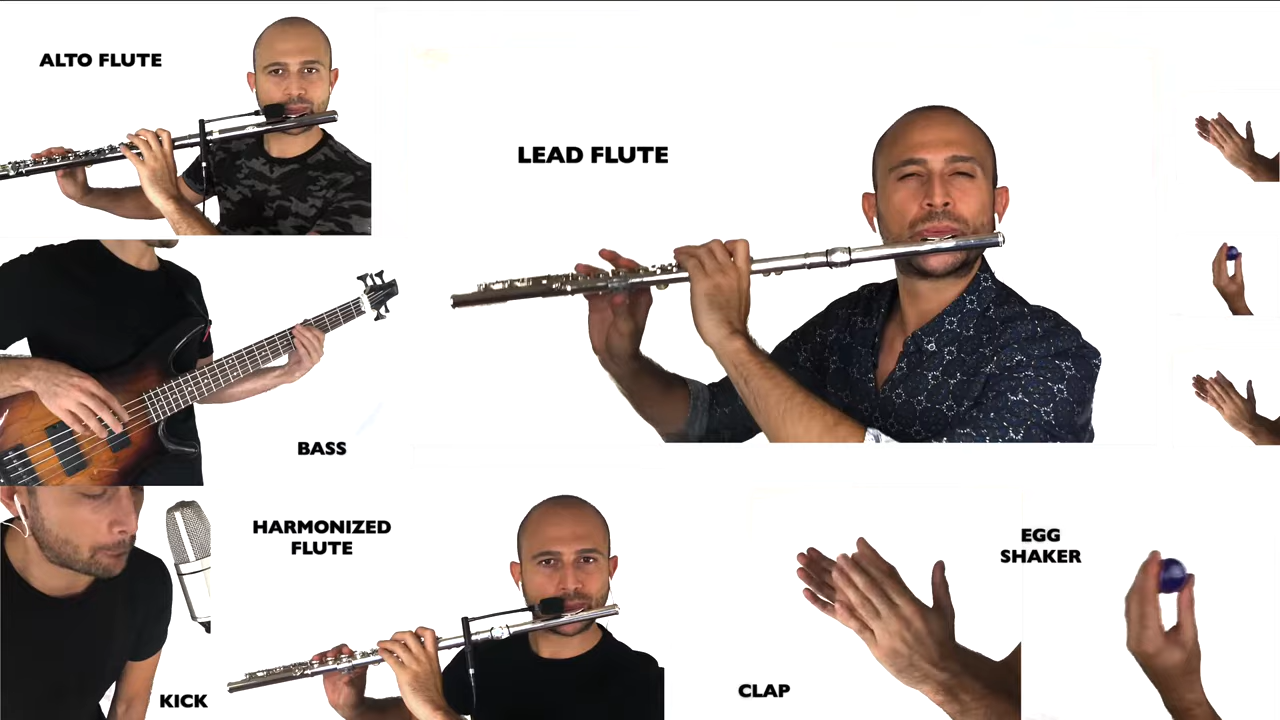 ALTO FLUTE
LEAD FLUTE
BASS
HARMONIZED
FLUTE
EGG
SHAKER
CLAP
KICK